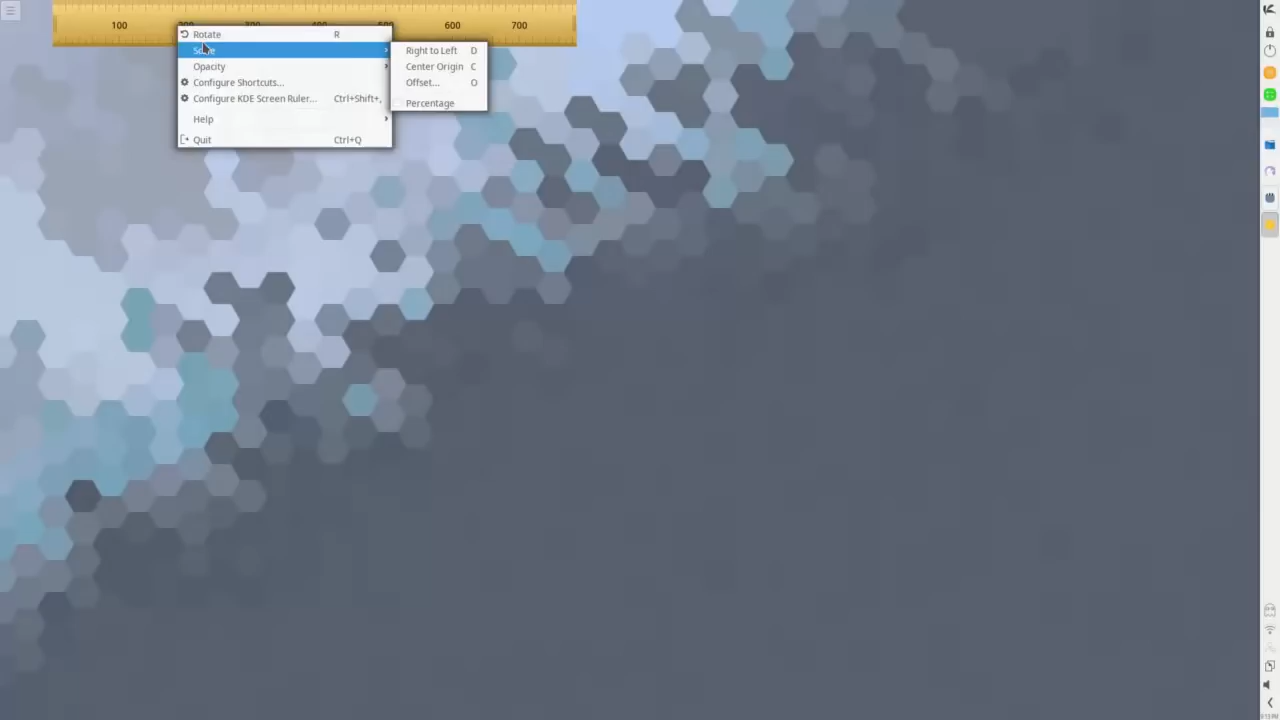 100 600 700
Rotate R
Opacity
Configure Shortcuts...
Configure KDE Screen Ruler... Ctrl+Shift+,
Help
Quit Ctrl+Q
Right to Left D
Center Origin C
Offset... O
Percentage